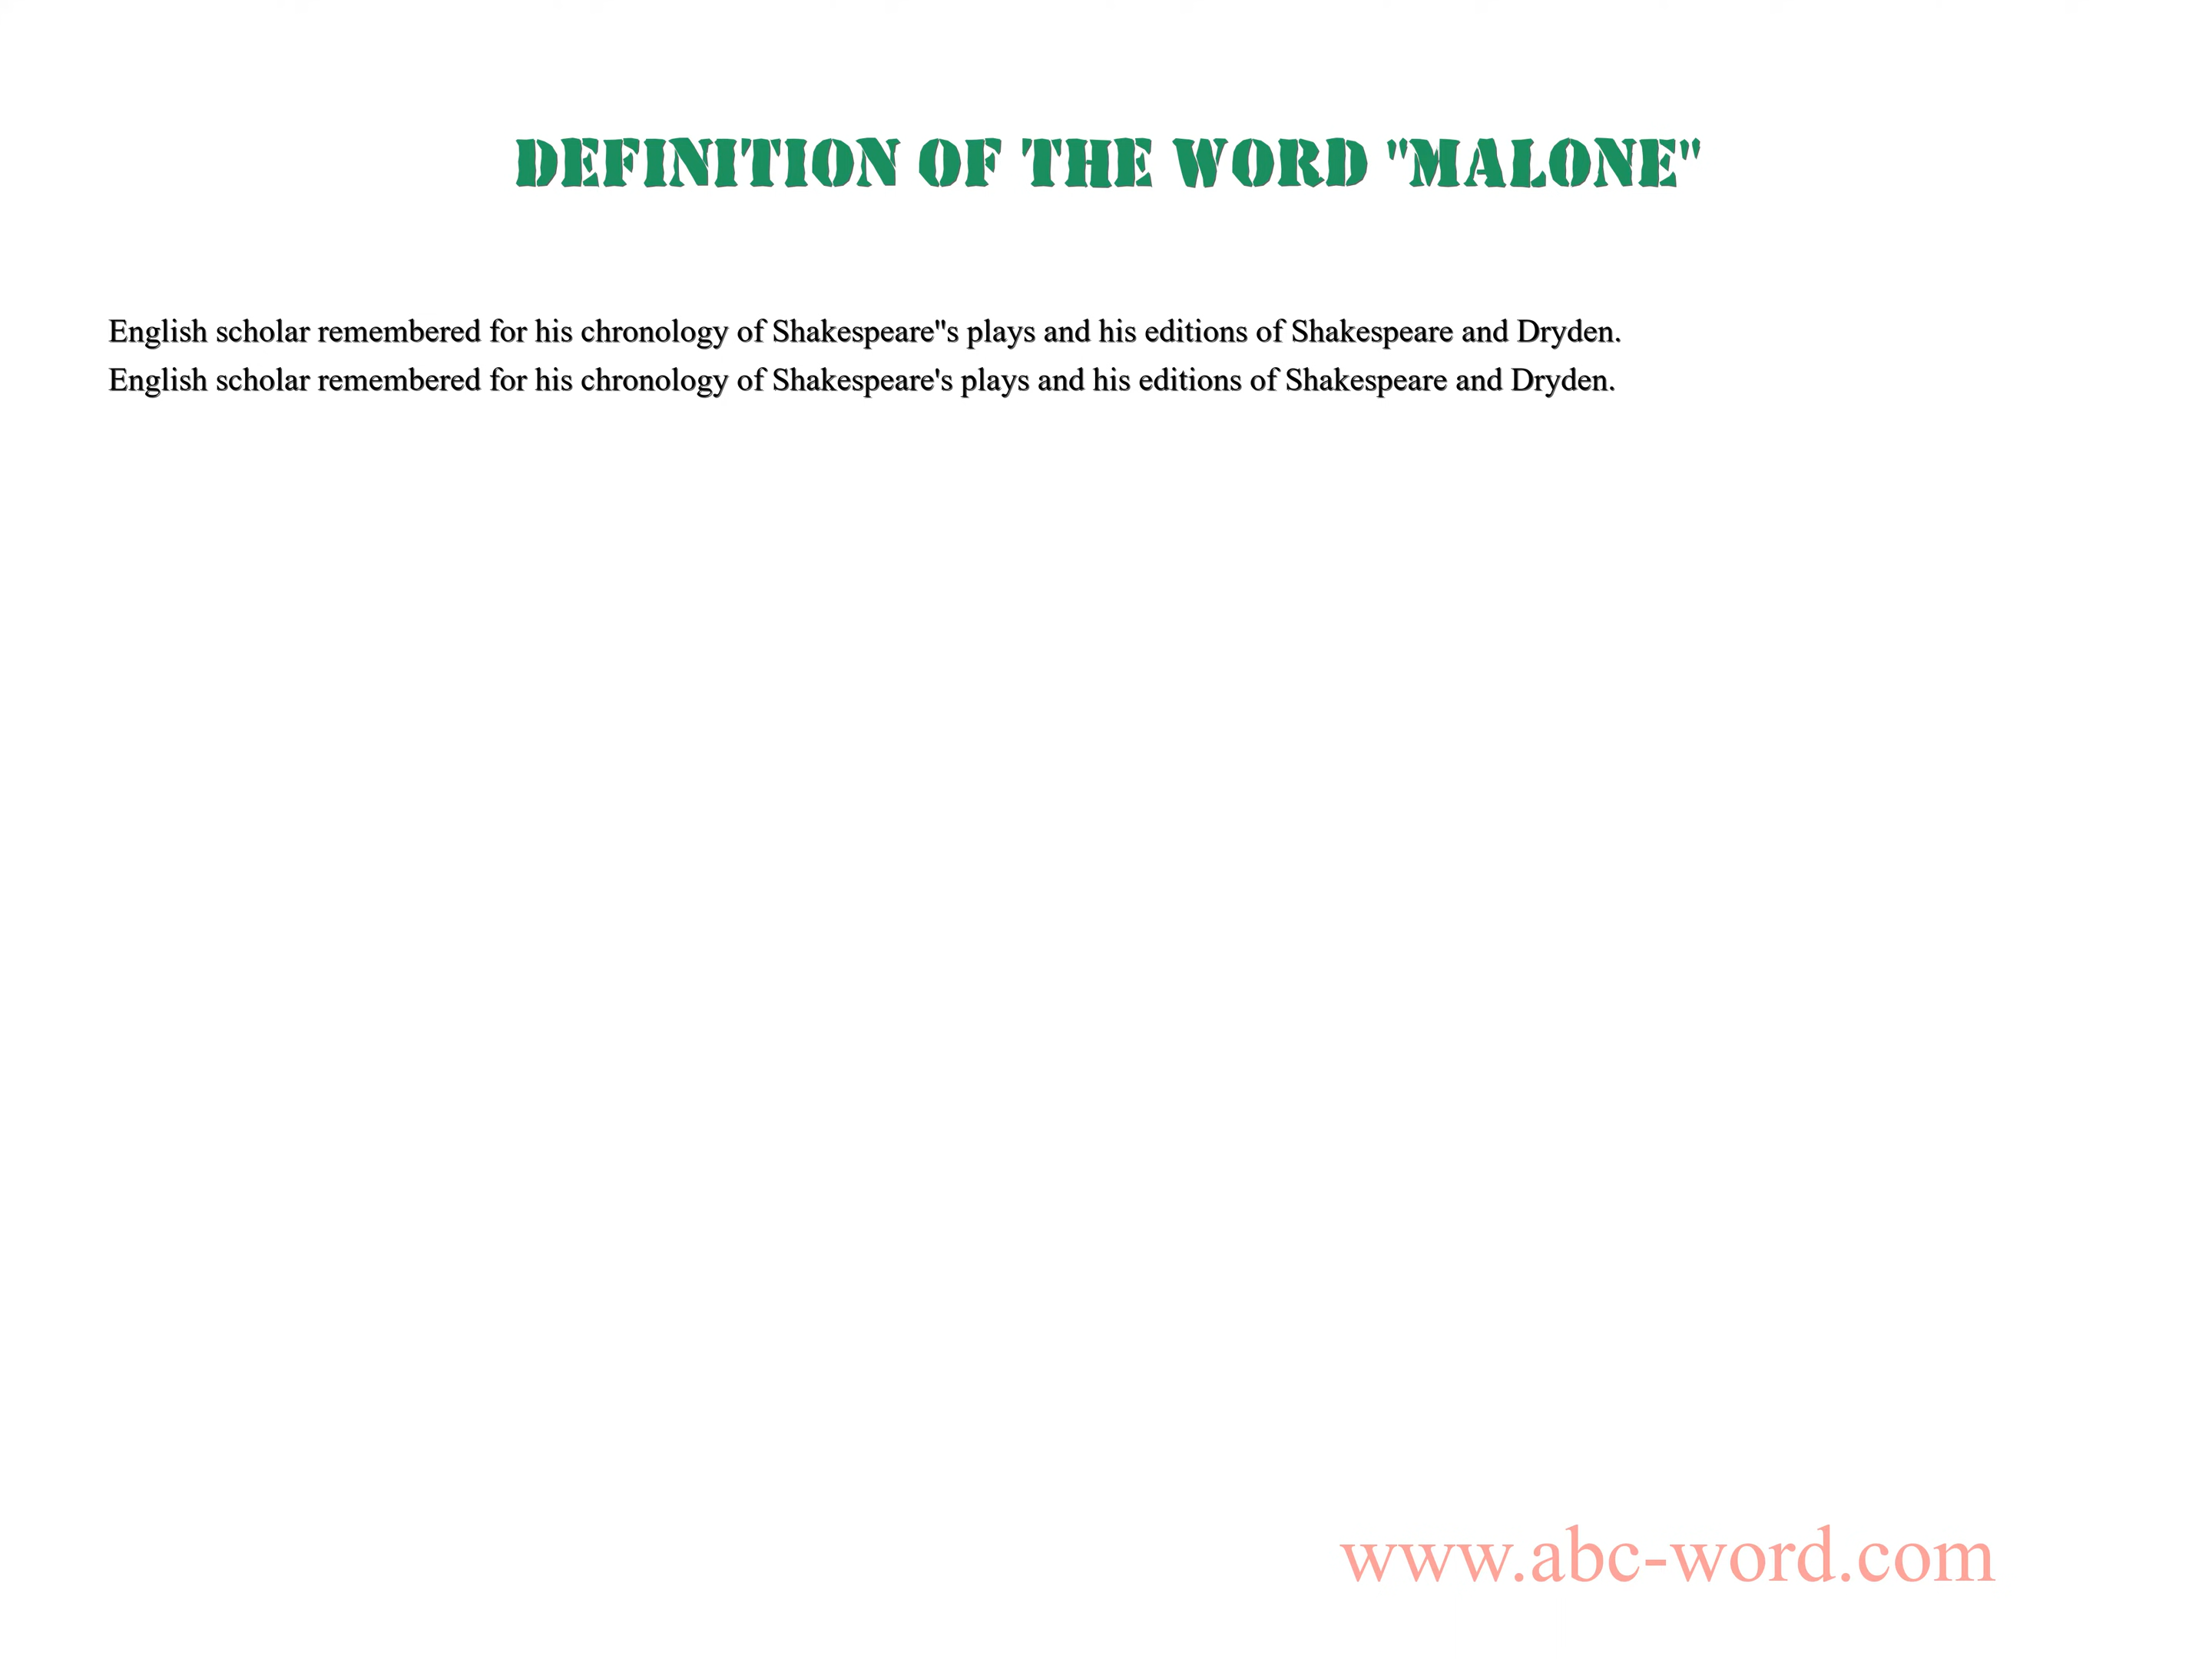 DEFINITION OF THE WORD "MALONE"
English scholar remembered for his chronology of Shakespeare''s plays and his editions of Shakespeare and Dryden.
English scholar remembered for his chronology of Shakespeare's plays and his editions of Shakespeare and Dryden.
www.abc-word.com